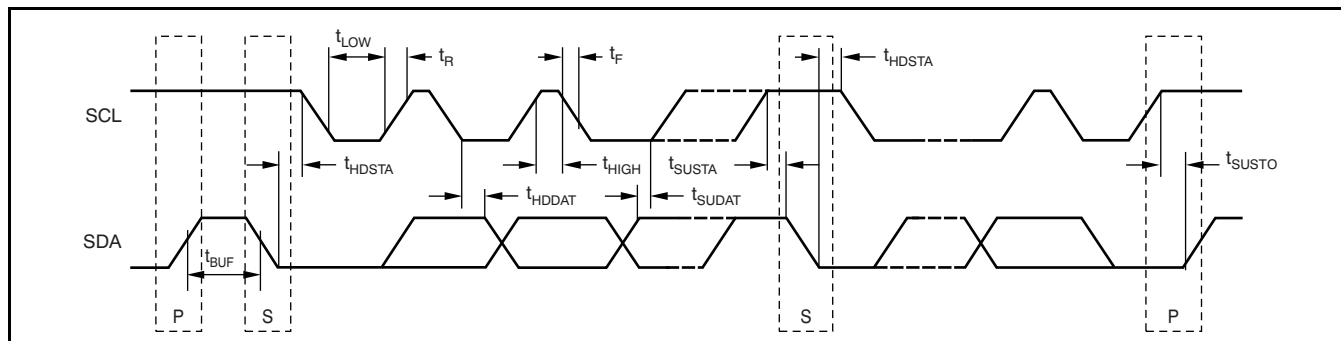 tLOW
tR
tF
tHDSTA
SCL
tHDSTA
tHIGH
tSUSTA
tSUSTO
tHDDAT
tSUDAT
SDA
tBUF
P
S
S
P